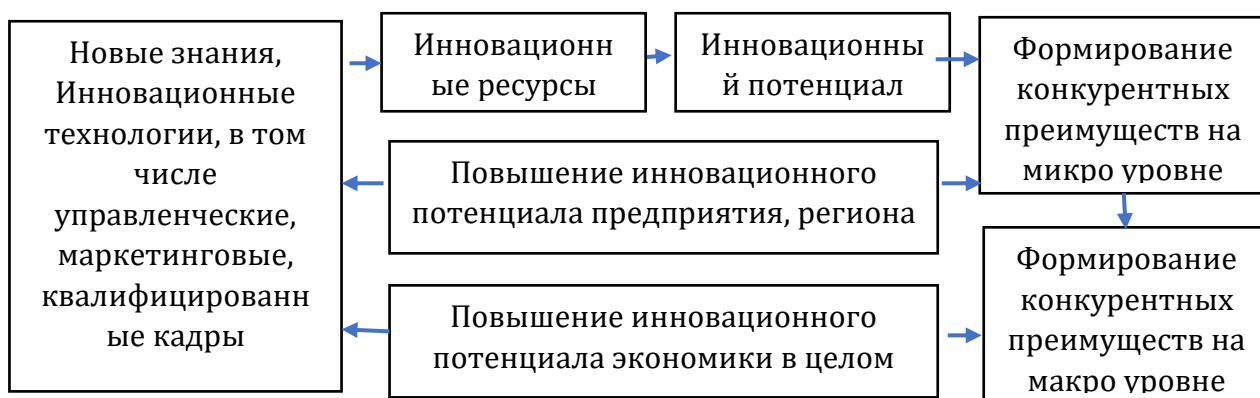 Новые знания,
Инновационные
технологии, в том
числе
управленческие,
маркетинговые,
квалифицированн
ые кадры
Инновационн
ые ресурсы
Инновационны
й потенциал
Формирование
конкурентных
преимуществ на
микро уровне
Повышение инновационного
потенциала предприятия, региона
Повышение инновационного
потенциала экономики в целом
Формирование
конкурентных
преимуществ на
макро уровне